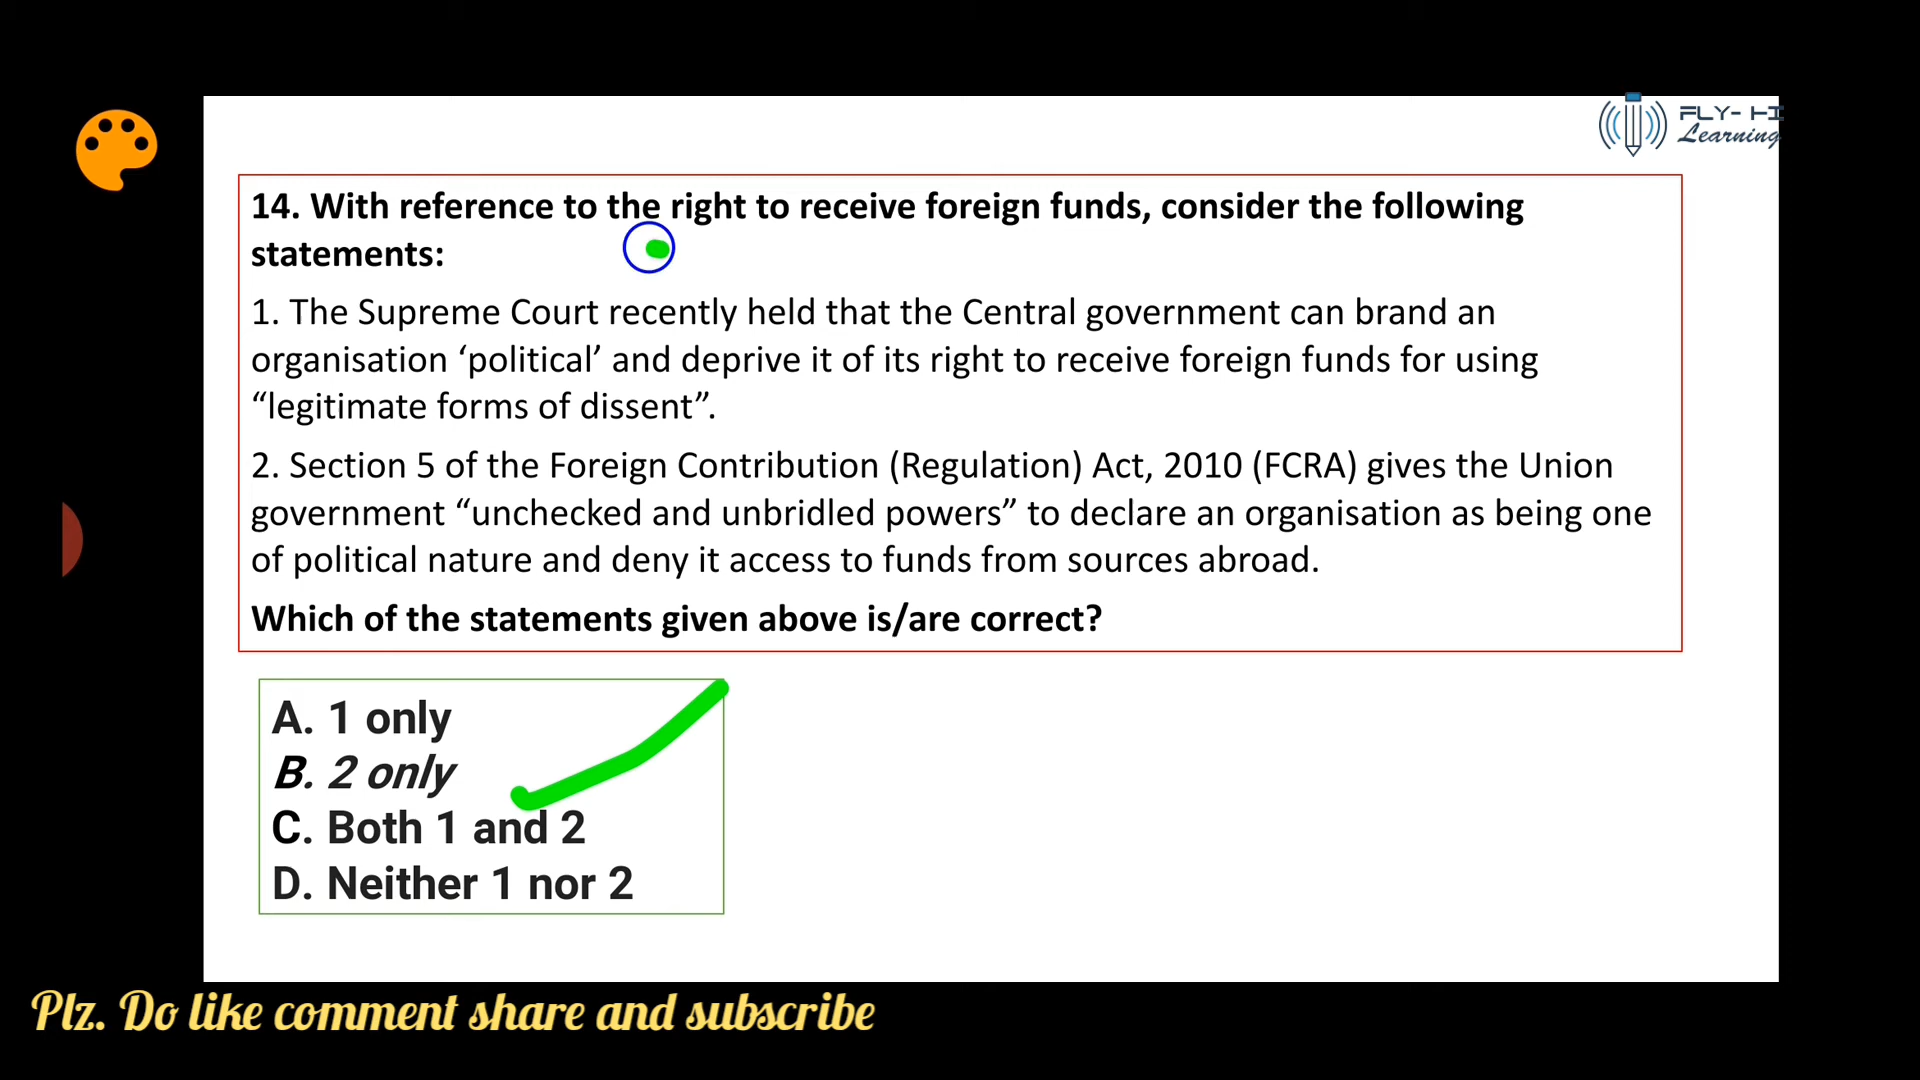 FLY-HI
Learning
14. With reference to the right to receive foreign funds, consider the following
statements:
1. The Supreme Court recently held that the Central government can brand an
organisation ‘political’ and deprive it of its right to receive foreign funds for using
“legitimate forms of dissent”.
2. Section 5 of the Foreign Contribution (Regulation) Act, 2010 (FCRA) gives the Union
government “unchecked and unbridled powers” to declare an organisation as being one
of political nature and deny it access to funds from sources abroad.
Which of the statements given above is/are correct?
A. 1 only
B. 2 only
C. Both 1 and 2
D. Neither 1 nor 2
Plz. Do like comment share and subscribe